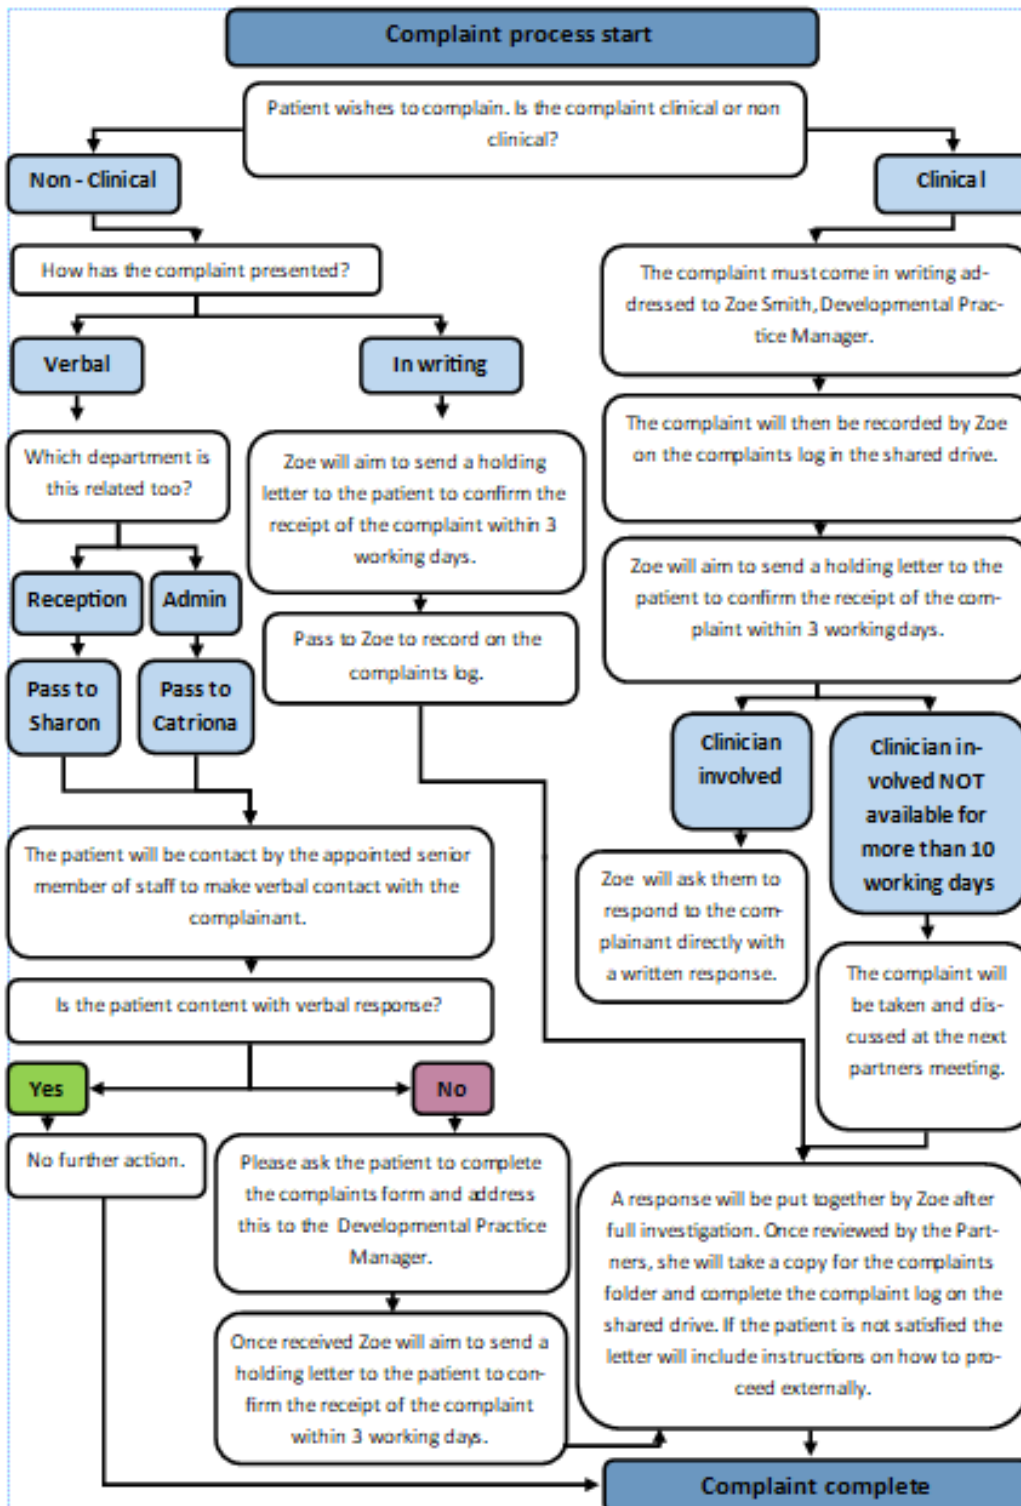 Complaint process start
Patient wishes to complain. Is the complaint clinical or non
clinical?
Non - Clinical
Clinical
How has the complaint presented?
Verbal
In writing
Which department is
this related too?
Reception
Admin
Pass to
Sharon
Pass to
Catriona
Zoe will aim to send a holding
letter to the patient to confirm the
receipt of the complaint within 3
working days.
Pass to Zoe to record on the
complaints log.
The patient will be contact by the appointed senior
member of staff to make verbal contact with the
complainant.
Is the patient content with verbal response?
Yes
No
No further action.
Please ask the patient to complete
the complaints form and address
this to the Developmental Practice
Manager.
Once received Zoe will aim to send a
holding letter to the patient to con-
firm the receipt of the complaint
within 3 working days.
The complaint must come in writing ad-
dressed to Zoe Smith, Developmental Prac-
tice Manager.
The complaint will then be recorded by Zoe
on the complaints log in the shared drive.
Zoe will aim to send a holding letter to the
patient to confirm the receipt of the com-
plaint within 3 working days.
Clinician
involved
Clinician in-
volved NOT
available for
more than 10
working days
Zoe will ask them to
respond to the com-
plainant directly with
a written response.
The complaint will
be taken and dis-
cussed at the next
partners meeting.
A response will be put together by Zoe after
full investigation. Once reviewed by the Part-
ners, she will take a copy for the complaints
folder and complete the complaint log on the
shared drive. If the patient is not satisfied the
letter will include instructions on how to pro-
ceed externally.
Complaint complete